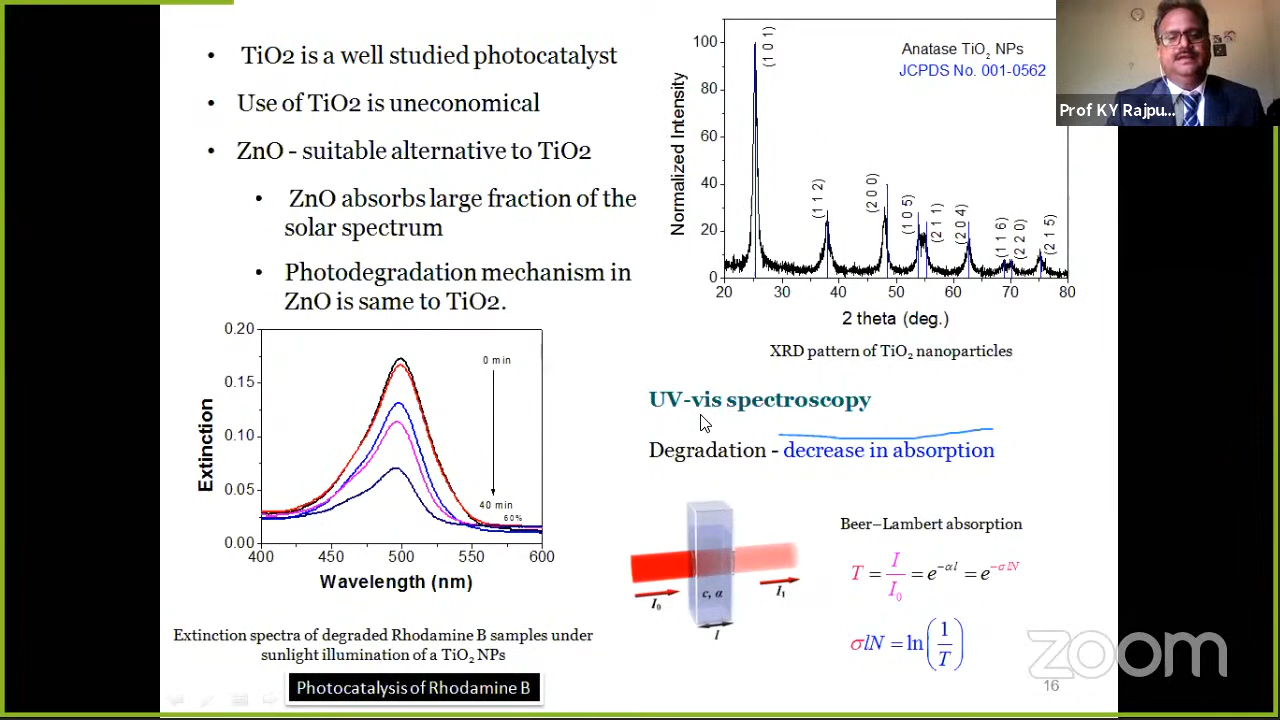 • TiO2 is a well studied photocatalyst
• Use of TiO2 is uneconomical
• ZnO - suitable alternative to TiO2
• ZnO absorbs large fraction of the
solar spectrum
• Photodegradation mechanism in
ZnO is same to TiO2.
Extinction
0.20
0.15
0.10
0.05
0.00
400 450 500 550 600
Wavelength (nm)
0 min
40 min
60%
Extinction spectra of degraded Rhodamine B samples under
sunlight illumination of a TiO₂ NPs
Photocatalysis of Rhodamine B
Normalized Intensity
100
80
60
40
20
0
20 30 40 50 60 70 80
2 theta (deg.)
Anatase TiO₂ NPs
JCPDS No. 001-0562
(1 0 1)
(1 1 2)
(2 0 0)
(1 0 5)
(2 1 1)
(2 0 4)
(1 1 6)
(2 2 0)
(2 1 5)
XRD pattern of TiO₂ nanoparticles
UV-vis spectroscopy
Degradation - decrease in absorption
I₀
c, α
I₁
l
Beer–Lambert absorption
T = I/I₀ = e^{-αl} = e^{-σlN}
σlN = ln(1/T)
16
zoom
Prof KY Rajpu...